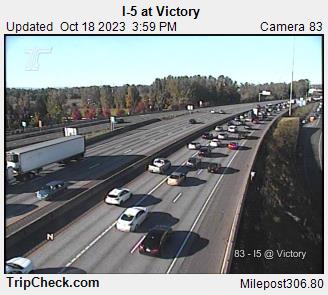 I-5 at Victory
Updated  Oct 18 2023  3:59 PM
Camera 83
N
83 - I5 @ Victory
TripCheck.com
Milepost306.80